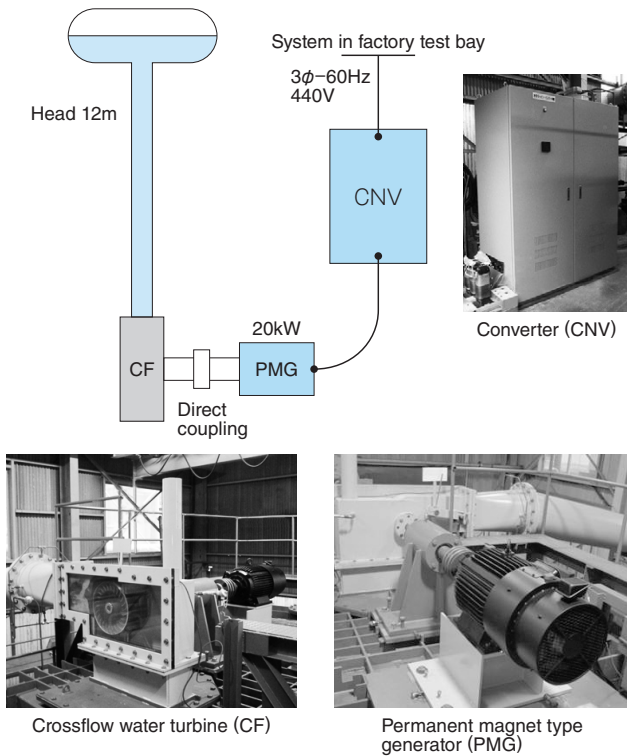 System in factory test bay
3φ−60Hz
440V
Head 12m
CNV
Converter (CNV)
20kW
CF
PMG
Direct
coupling
Crossflow water turbine (CF)
Permanent magnet type
generator (PMG)